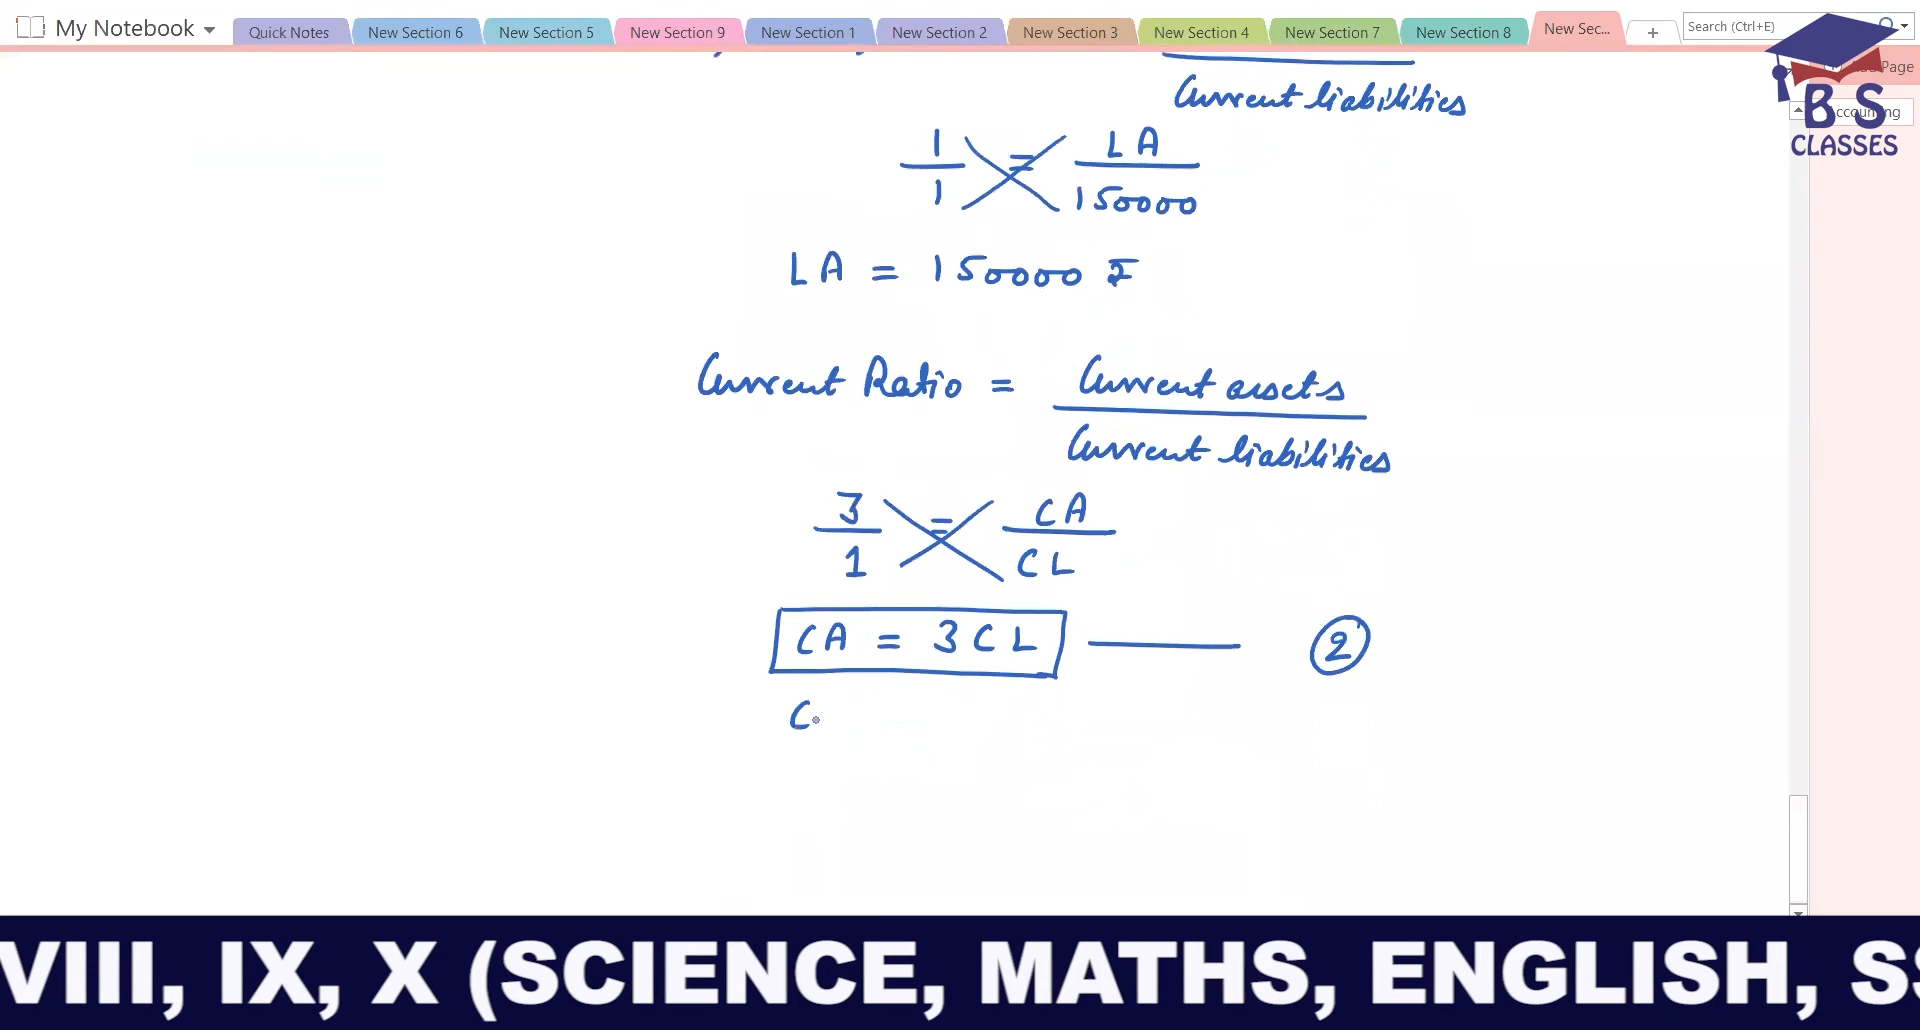 My Notebook
Quick Notes
New Section 6
New Section 5
New Section 9
New Section 1
New Section 2
New Section 3
New Section 4
New Section 7
New Section 8
New Sec...
+
Search (Ctrl+E)
Page
BS
CLASSES
Current liabilities
1/1 = LA/150000
LA = 150000 ₹
Current Ratio = Current assets
Current liabilities
3/1 = CA/CL
CA = 3CL —— 2
C
VIII, IX, X (SCIENCE, MATHS, ENGLISH, SS